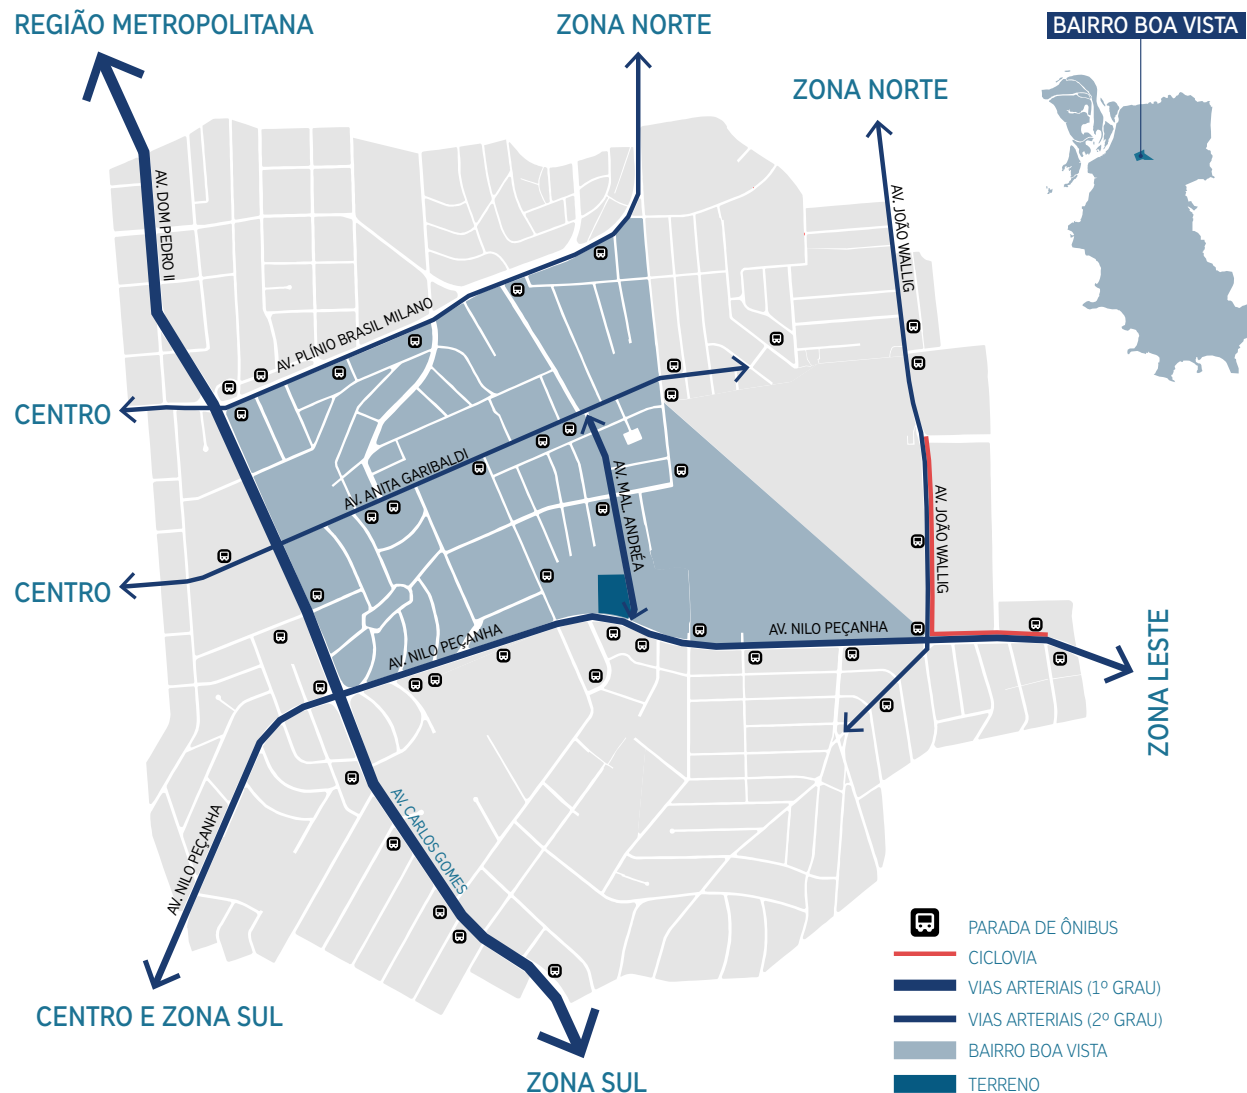 REGIÃO METROPOLITANA
ZONA NORTE
BAIRRO BOA VISTA
ZONA NORTE
AV. DOM PEDRO II
AV. JOÃO WALLIG
AV. PLÍNIO BRASIL MILANO
CENTRO
AV. ANITA GARIBALDI
AV. MAL. ANDRÉA
AV. JOÃO WALLIG
CENTRO
AV. NILO PEÇANHA
AV. NILO PEÇANHA
ZONA LESTE
AV. CARLOS GOMES
AV. NILO PEÇANHA
CENTRO E ZONA SUL
ZONA SUL
PARADA DE ÔNIBUS
CICLOVIA
VIAS ARTERIAIS (1º GRAU)
VIAS ARTERIAIS (2º GRAU)
BAIRRO BOA VISTA
TERRENO